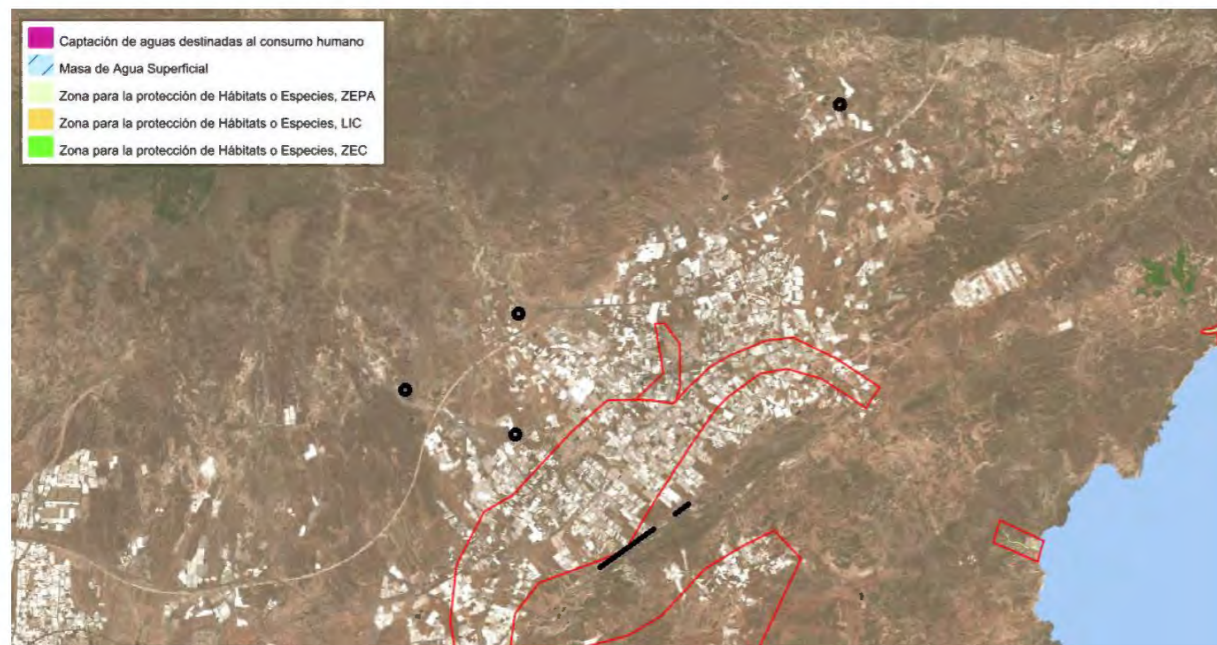 Captación de aguas destinadas al consumo humano
Masa de Agua Superficial
Zona para la protección de Hábitats o Especies, ZEPA
Zona para la protección de Hábitats o Especies, LIC
Zona para la protección de Hábitats o Especies, ZEC